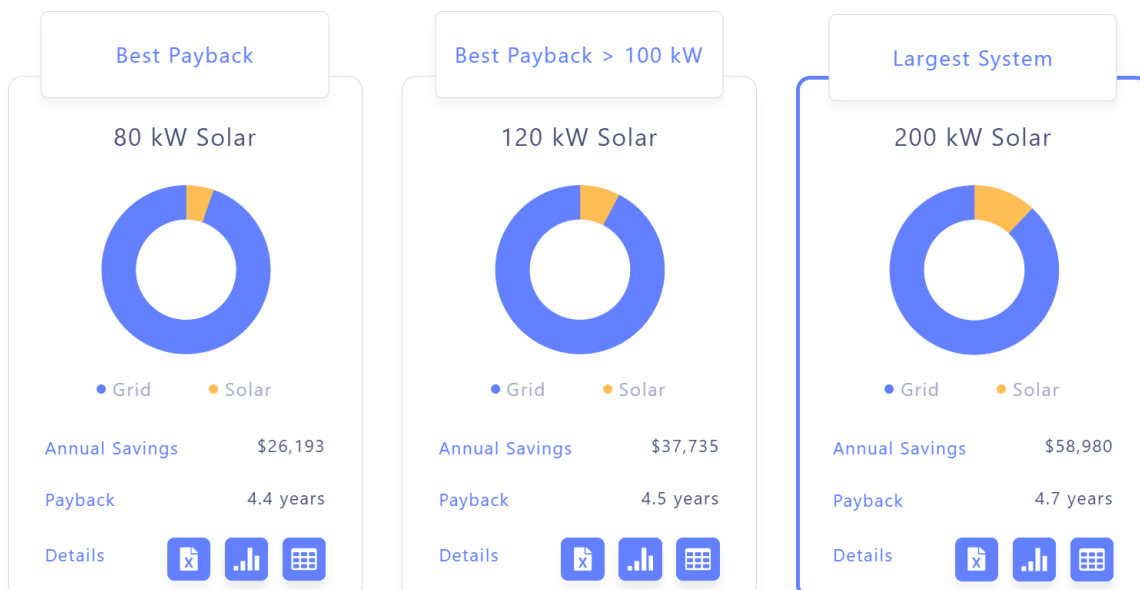 Best Payback
80 kW Solar
Grid Solar
Annual Savings $26,193
Payback 4.4 years
Details
Best Payback > 100 kW
120 kW Solar
Grid Solar
Annual Savings $37,735
Payback 4.5 years
Details
Largest System
200 kW Solar
Grid Solar
Annual Savings $58,980
Payback 4.7 years
Details